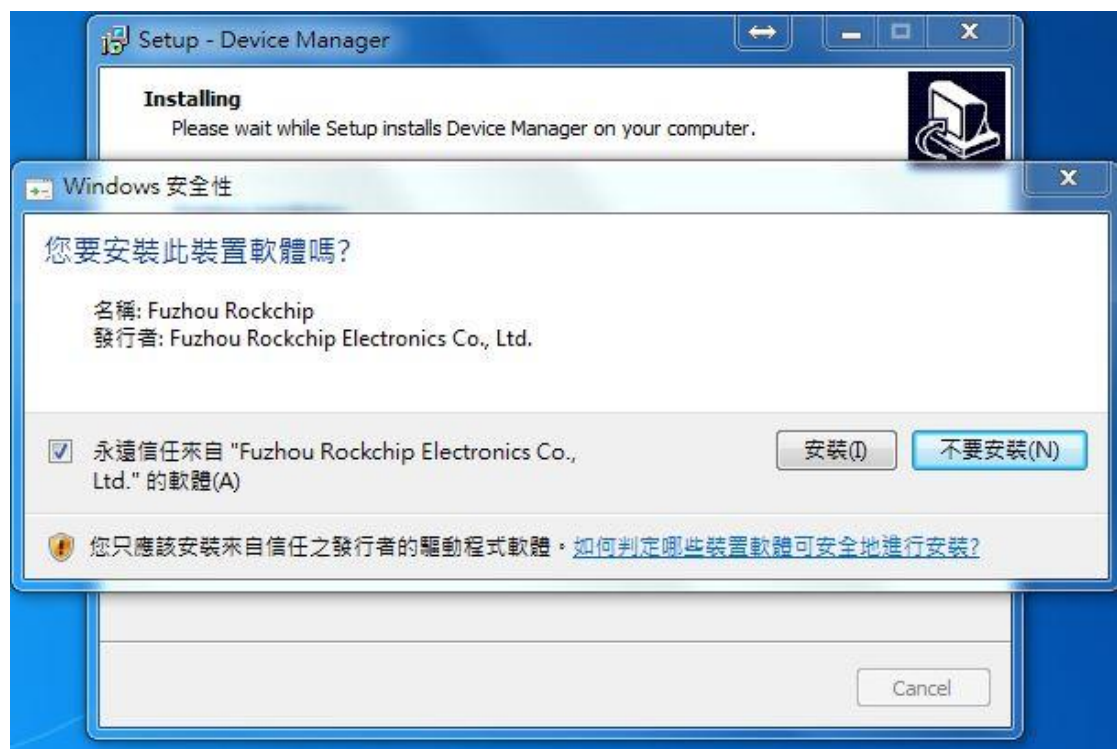 Setup - Device Manager
Installing
Please wait while Setup installs Device Manager on your computer.
Windows 安全性
您要安裝此裝置軟體嗎?
名稱: Fuzhou Rockchip
發行者: Fuzhou Rockchip Electronics Co., Ltd.
永遠信任來自 "Fuzhou Rockchip Electronics Co.,
Ltd." 的軟體(A)
安裝(I)
不要安裝(N)
您只應該安裝來自信任之發行者的驅動程式軟體。如何判定哪些裝置軟體可安全地進行安裝?
Cancel